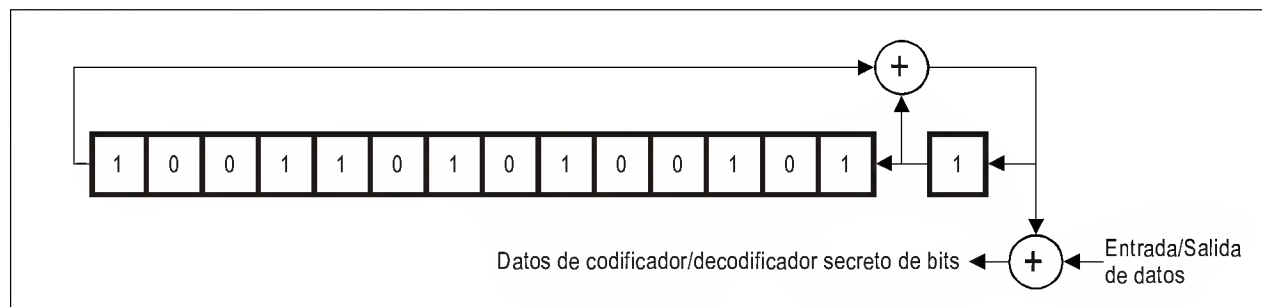 +
1 0 0 1 1 0 1 0 1 0 0 1 0 1 1
Datos de codificador/decodificador secreto de bits + Entrada/Salida
de datos